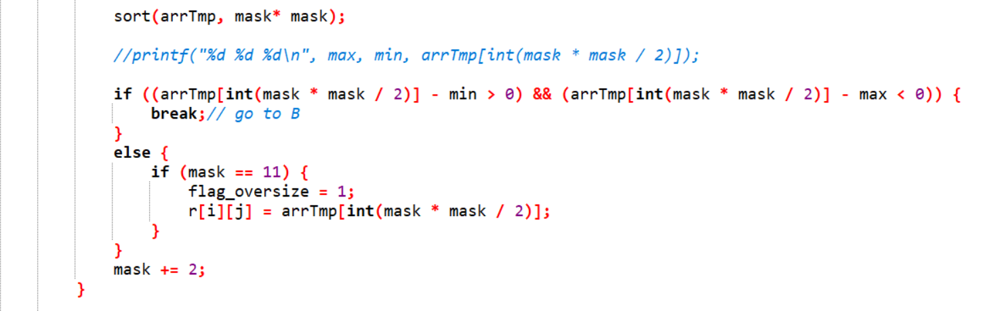 sort(arrTmp, mask* mask);
//printf("%d %d %d\n", max, min, arrTmp[int(mask * mask / 2)]);
if ((arrTmp[int(mask * mask / 2)] - min > 0) && (arrTmp[int(mask * mask / 2)] - max < 0)) {
break;// go to B
}
else {
if (mask == 11) {
flag_oversize = 1;
r[i][j] = arrTmp[int(mask * mask / 2)];
}
}
mask += 2;
}